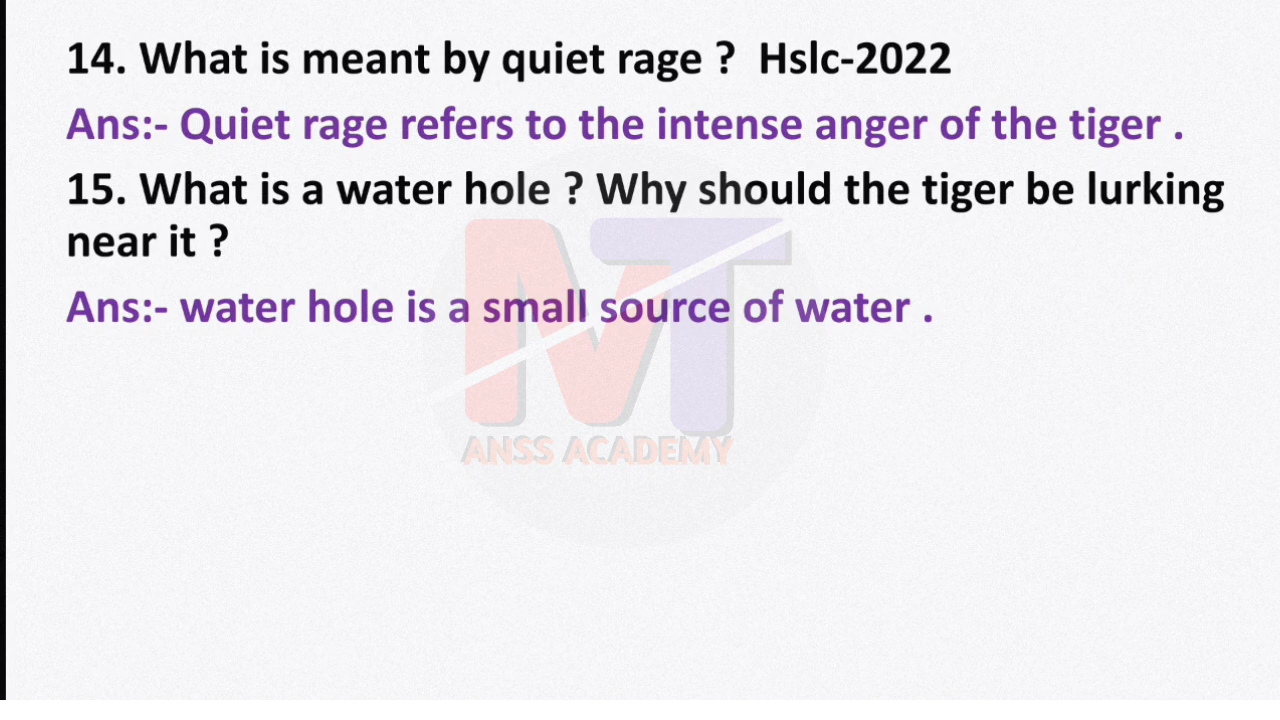 14. What is meant by quiet rage ?  Hslc-2022
Ans:- Quiet rage refers to the intense anger of the tiger .
15. What is a water hole ? Why should the tiger be lurking
near it ?
Ans:- water hole is a small source of water .
MT
ANSS ACADEMY